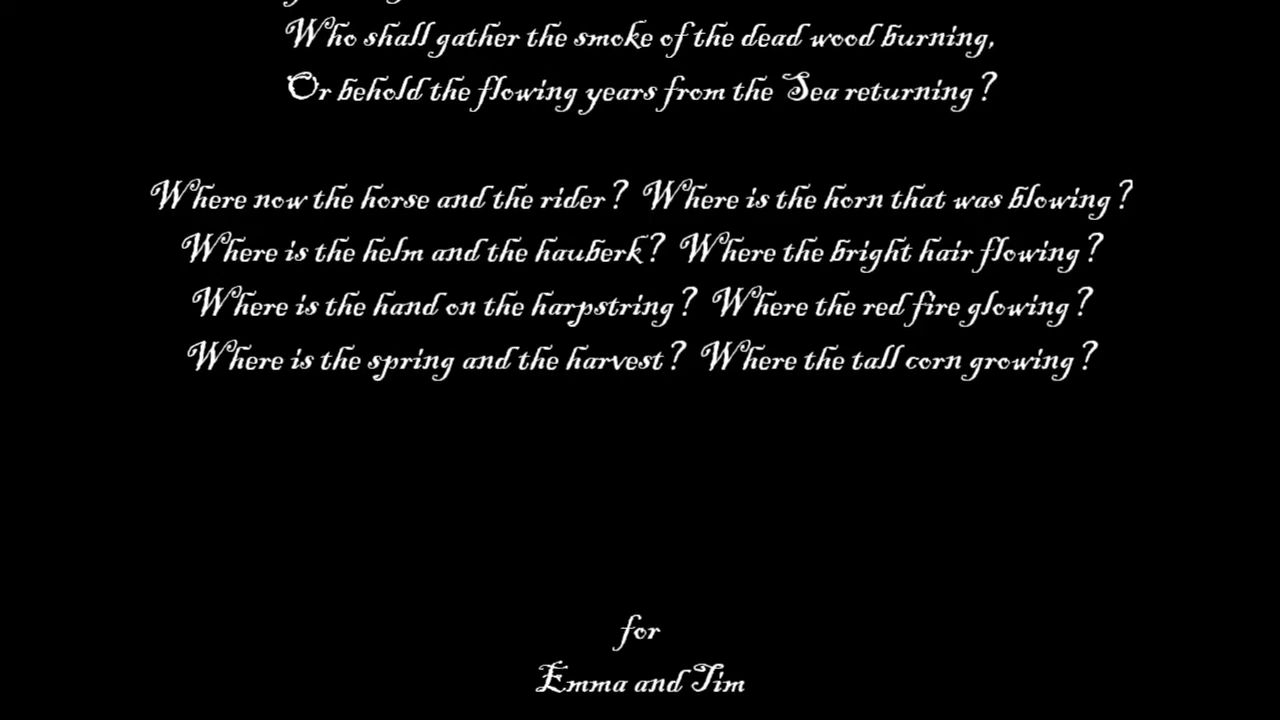 Who shall gather the smoke of the dead wood burning,
Or behold the flowing years from the Sea returning?
Where now the horse and the rider? Where is the horn that was blowing?
Where is the helm and the hauberk? Where the bright hair flowing?
Where is the hand on the harpstring? Where the red fire glowing?
Where is the spring and the harvest? Where the tall corn growing?
for
Emma and Tim